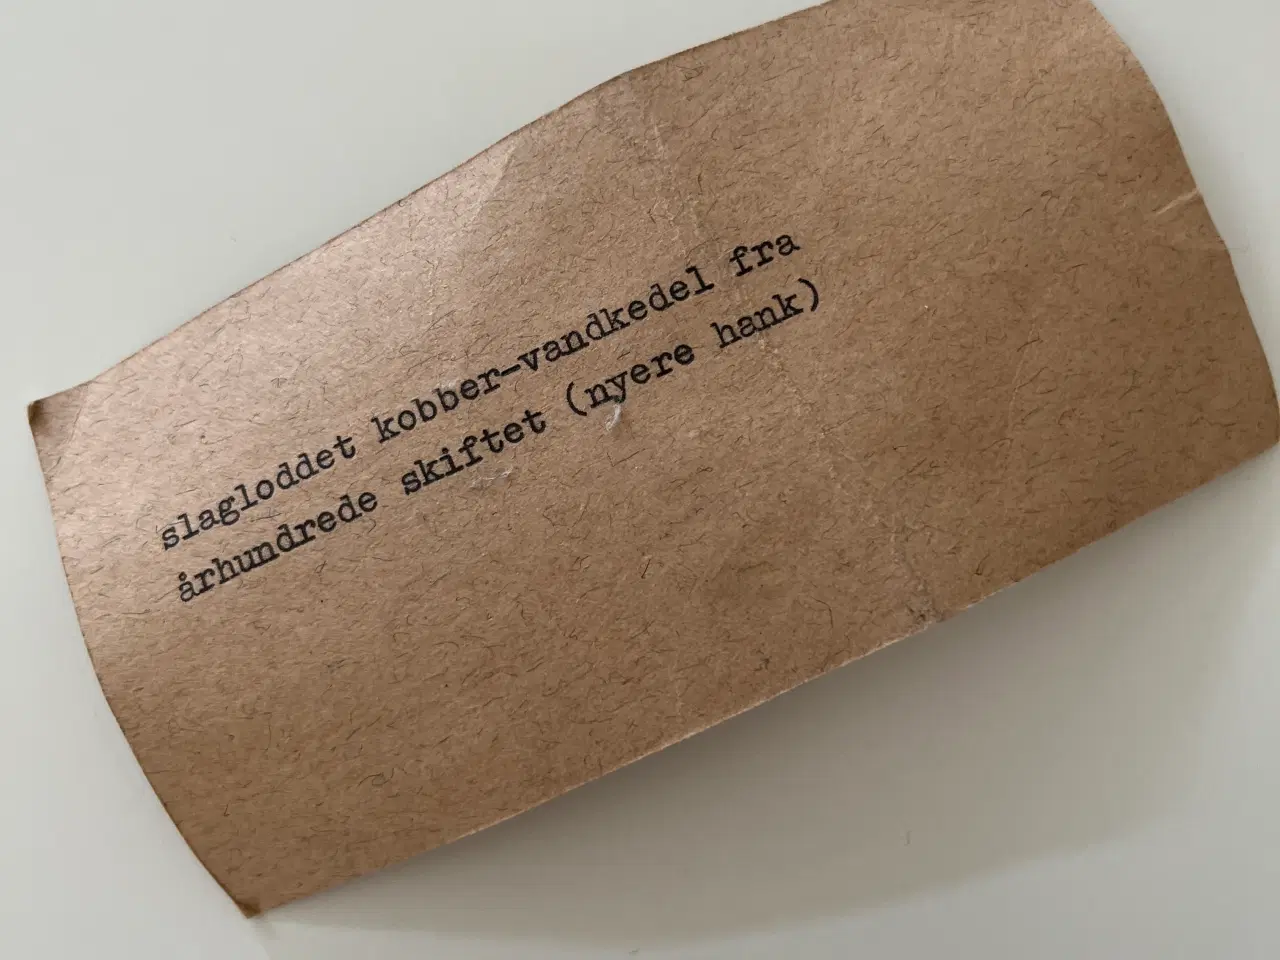 slagloddet kobber-vandkedel fra
århundrede skiftet (nyere hank)